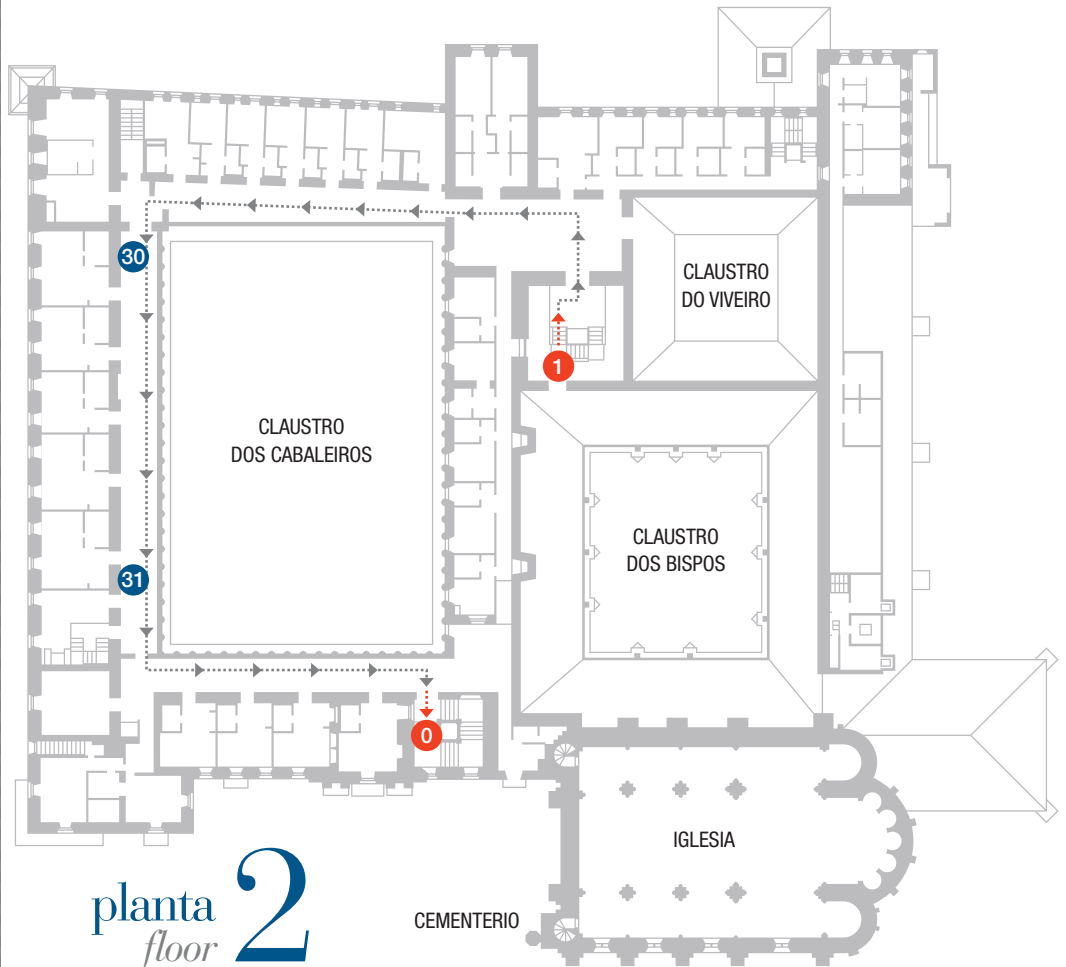 CLAUSTRO
DO VIVEIRO
30
1
CLAUSTRO
DOS CABALEIROS
CLAUSTRO
DOS BISPOS
31
0
IGLESIA
CEMENTERIO
planta 2
floor